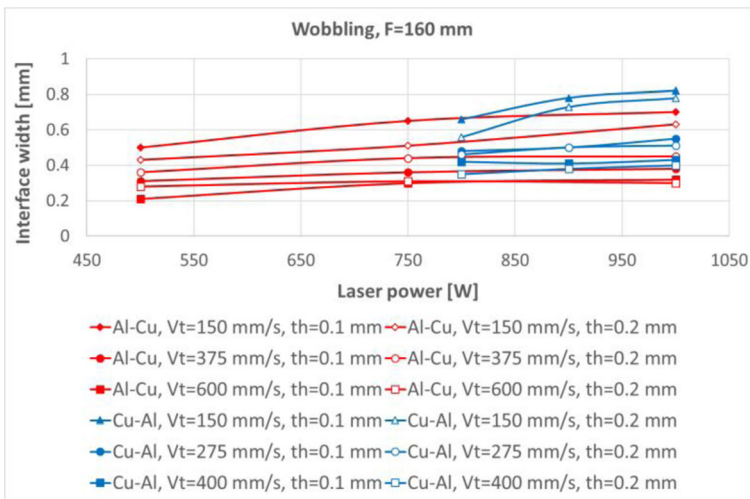 Wobbling, F=160 mm
Interface width [mm]
1
0.8
0.6
0.4
0.2
0
450 550 650 750 850 950 1050
Laser power [W]
Al-Cu, Vt=150 mm/s, th=0.1 mm Al-Cu, Vt=150 mm/s, th=0.2 mm
Al-Cu, Vt=375 mm/s, th=0.1 mm Al-Cu, Vt=375 mm/s, th=0.2 mm
Al-Cu, Vt=600 mm/s, th=0.1 mm Al-Cu, Vt=600 mm/s, th=0.2 mm
Cu-Al, Vt=150 mm/s, th=0.1 mm Cu-Al, Vt=150 mm/s, th=0.2 mm
Cu-Al, Vt=275 mm/s, th=0.1 mm Cu-Al, Vt=275 mm/s, th=0.2 mm
Cu-Al, Vt=400 mm/s, th=0.1 mm Cu-Al, Vt=400 mm/s, th=0.2 mm